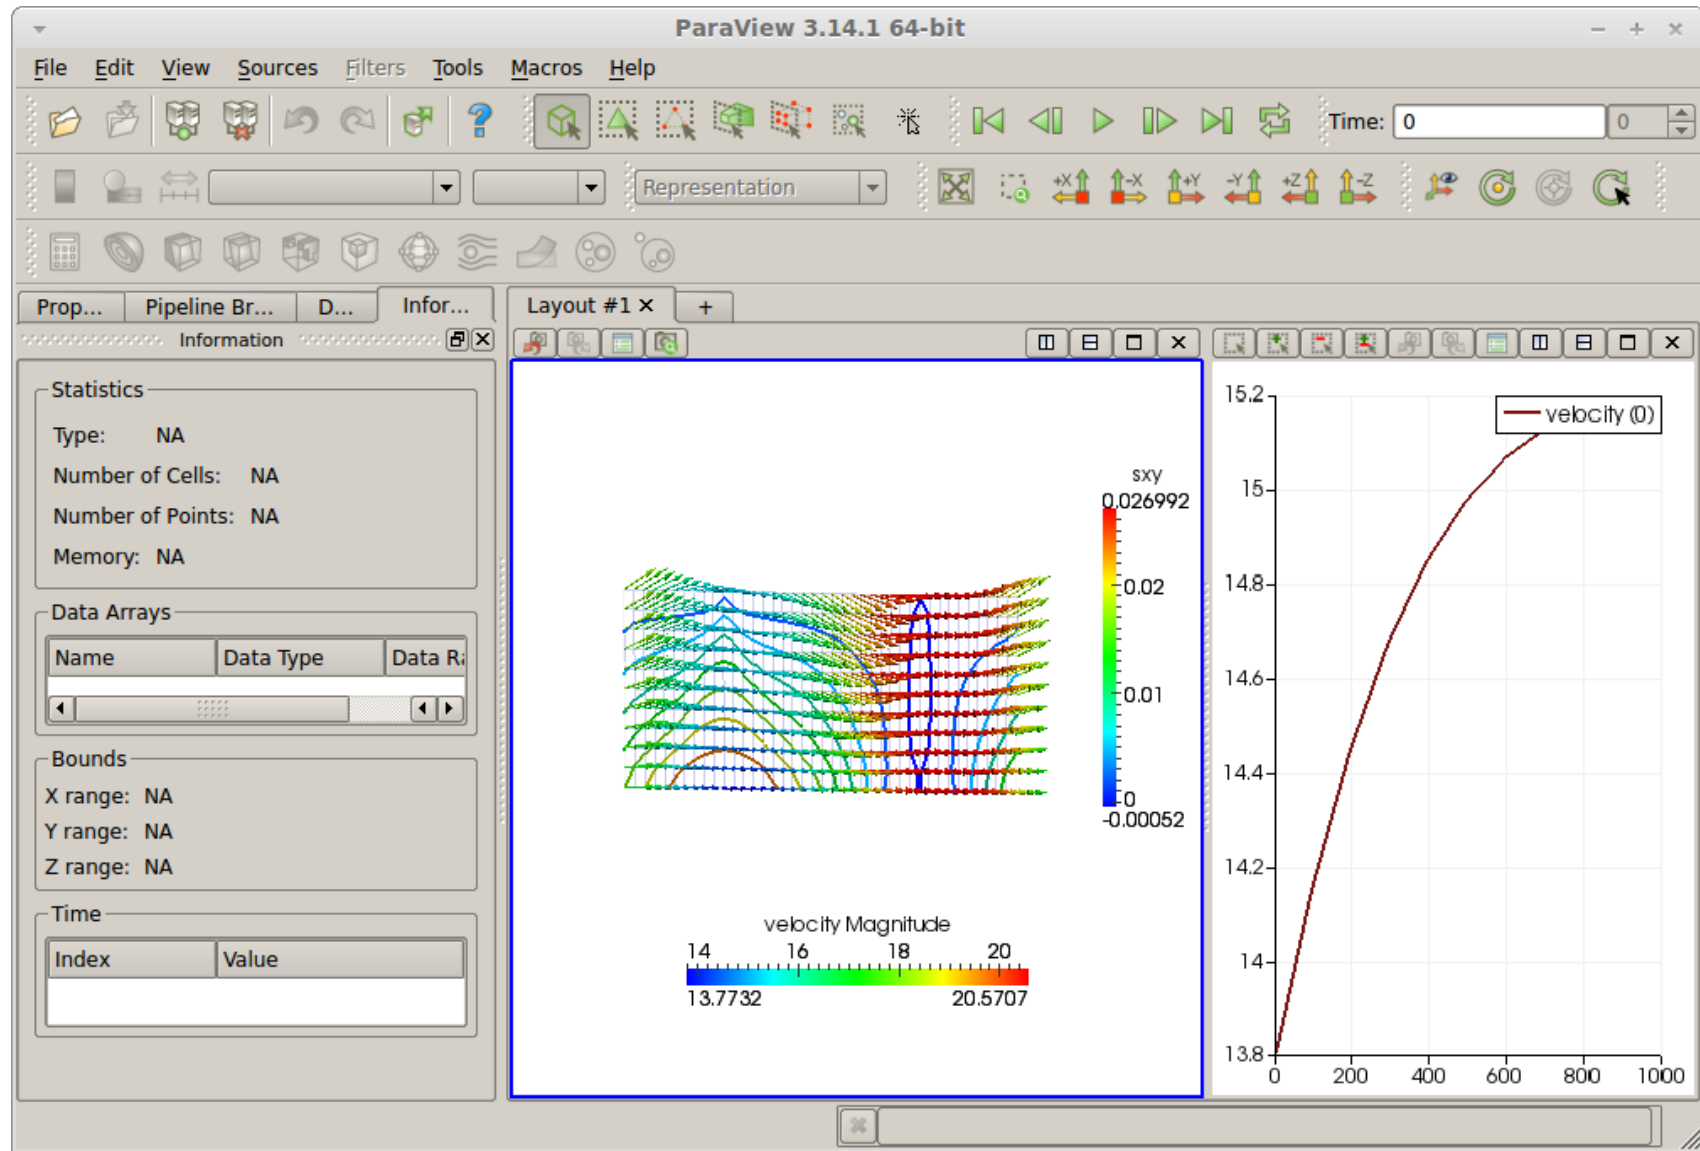 ParaView 3.14.1 64-bit
File Edit View Sources Filters Tools Macros Help
Time: 0 0
Representation
+X -X +Y -Y +Z -Z
Prop... Pipeline Br... D... Infor...
Layout #1 +
Information
Statistics
Type: NA
Number of Cells: NA
Number of Points: NA
Memory: NA
Data Arrays
Name Data Type Data Ra
Bounds
X range: NA
Y range: NA
Z range: NA
Time
Index Value
sxy
0.026992
0.02
0.01
0
-0.00052
velocity Magnitude
14 16 18 20
13.7732 20.5707
velocity (0)
15.2
15
14.8
14.6
14.4
14.2
14
13.8
0 200 400 600 800 1000